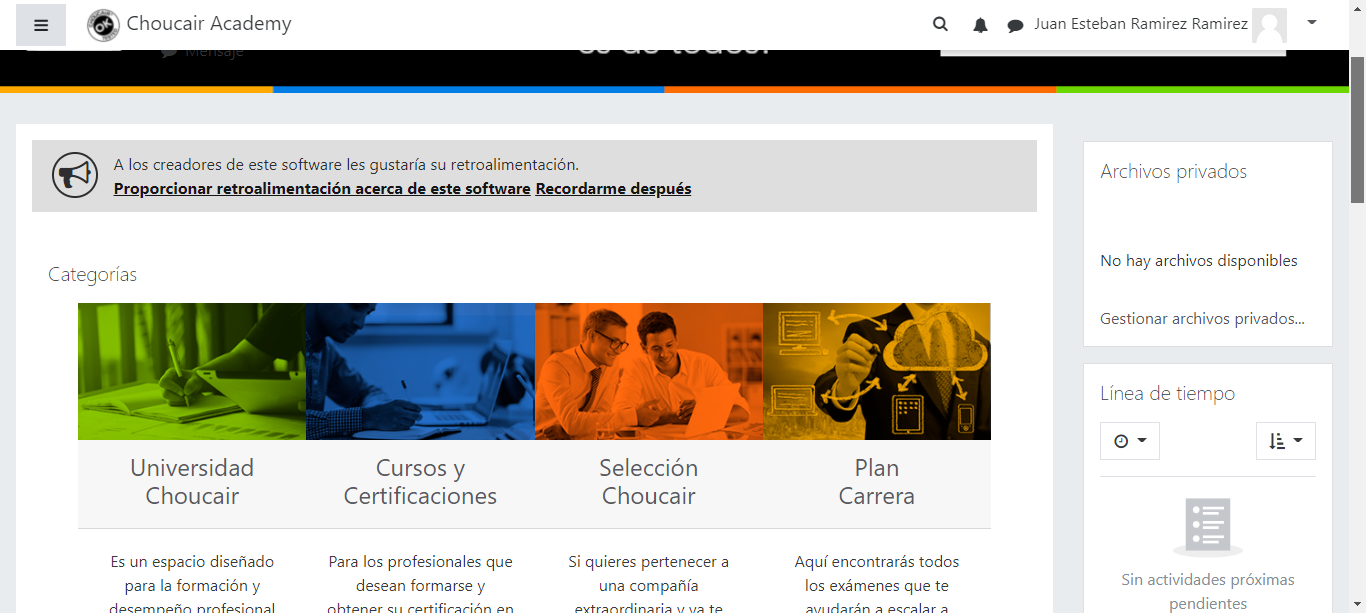 Choucair Academy
Juan Esteban Ramirez Ramirez
Mensaje
es de todos.
A los creadores de este software les gustaría su retroalimentación.
Proporcionar retroalimentación acerca de este software Recordarme después
Categorías
Universidad
Choucair
Es un espacio diseñado
para la formación y
desempeño profesional
Cursos y
Certificaciones
Para los profesionales que
desean formarse y
obtener su certificación en
Selección
Choucair
Si quieres pertenecer a
una compañía
extraordinaria y ya te
Plan
Carrera
Aquí encontrarás todos
los exámenes que te
ayudarán a escalar a
Archivos privados
No hay archivos disponibles
Gestionar archivos privados...
Línea de tiempo
Sin actividades próximas
pendientes